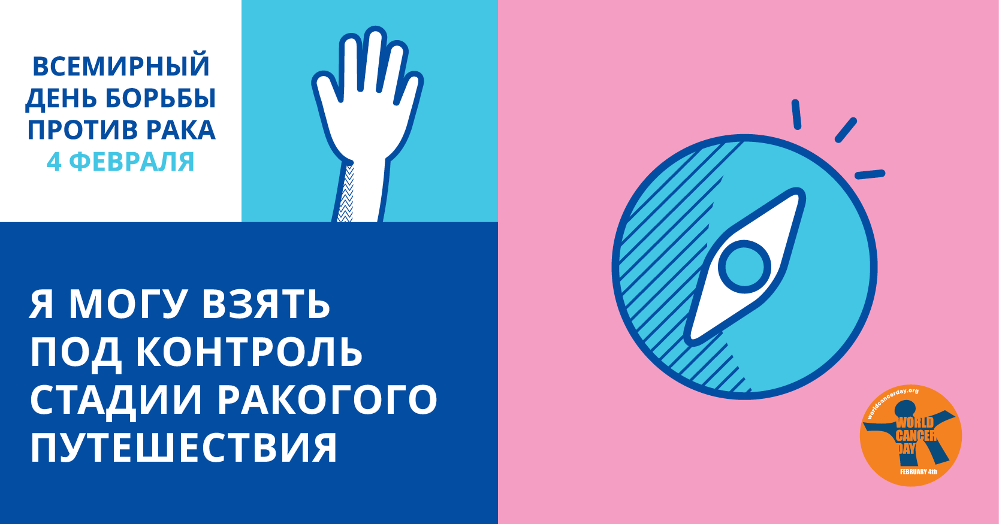 ВСЕМИРНЫЙ
ДЕНЬ БОРЬБЫ
ПРОТИВ РАКА
4 ФЕВРАЛЯ
Я МОГУ ВЗЯТЬ
ПОД КОНТРОЛЬ
СТАДИИ РАКОГОГО
ПУТЕШЕСТВИЯ
worldcancerday.org
WORLD
CANCER
DAY
FEBRUARY 4th